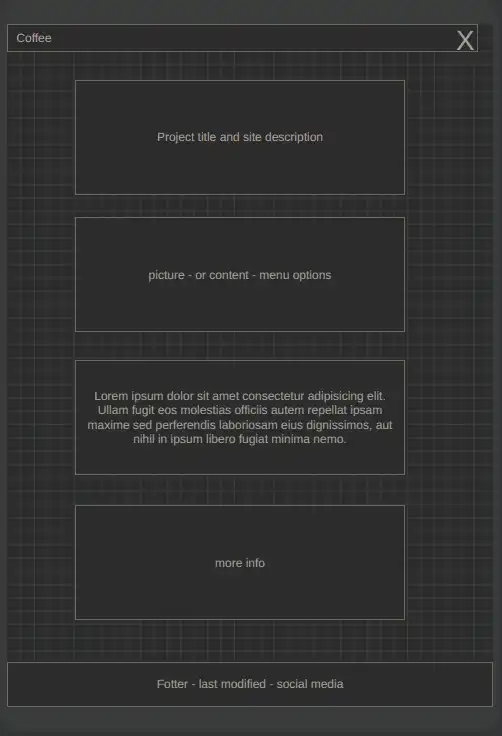 Coffee
X
Project title and site description
picture - or content - menu options
Lorem ipsum dolor sit amet consectetur adipisicing elit.
Ullam fugit eos molestias officiis autem repellat ipsam
maxime sed perferendis laboriosam eius dignissimos, aut
nihil in ipsum libero fugiat minima nemo.
more info
Fotter - last modified - social media